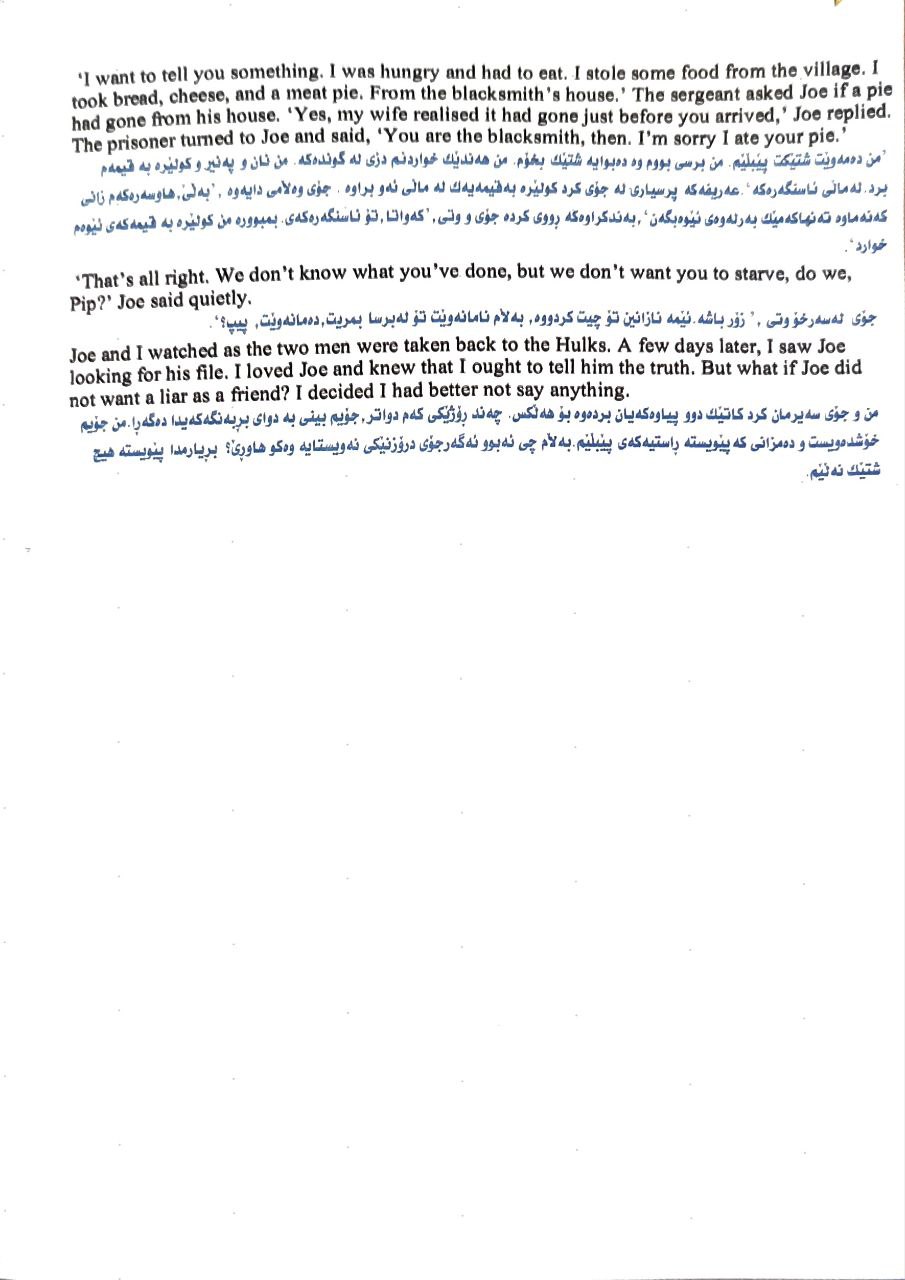 ‘I want to tell you something. I was hungry and had to eat. I stole some food from the village. I
took bread, cheese, and a meat pie. From the blacksmith’s house.’ The sergeant asked Joe if a pie
had gone from his house. ‘Yes, my wife realised it had gone just before you arrived,’ Joe replied.
The prisoner turned to Joe and said, ‘You are the blacksmith, then. I’m sorry I ate your pie.’
’من دەمەوێت شتێکت پێبڵێم. من برسی بووم وە دەبوایە شتێك بخۆم. من هەندێك خواردنم دزی لە گوندەکە. من نان و پەنیر و کولێرە بە قیمەم
برد. لەماڵی ئاسنگەرەکە‘. عەریفەکە پرسیاری لە جۆی کرد کولێرە بەقیمەیەك لە ماڵی ئەو براوە . جۆی وەڵامی دایەوە ,’بەڵێ, هاوسەرەکەم زانی
کەنەماوە تەنهاکەمێك بەرلەوەی ئێوەبگەن‘, بەندکراوەکە ڕووی کردە جۆی و وتی,’کەواتا, تۆ ئاسنگەرەکەی. بمبوورە من کولێرە بە قیمەکەی ئێوەم
خوارد‘.
‘That’s all right. We don’t know what you’ve done, but we don’t want you to starve, do we,
Pip?’ Joe said quietly.
جۆی لەسەرخۆ وتی ,’ زۆر باشە. ئێمە نازانین تۆ چیت کردووە, بەڵام نامانەوێت تۆ لەبرسا بمریت, دەمانەوێت, پیپ؟‘.
Joe and I watched as the two men were taken back to the Hulks. A few days later, I saw Joe
looking for his file. I loved Joe and knew that I ought to tell him the truth. But what if Joe did
not want a liar as a friend? I decided I had better not say anything.
من و جۆی سەیرمان کرد کاتێك دوو پیاوەکەیان بردەوە بۆ هەڵکس. چەند ڕۆژێکی کەم دواتر, جۆیم بینی بە دوای بڕبەنگەکەیدا دەگەڕا. من جۆیم
خۆشدەویست و دەمزانی کە پێویستە ڕاستیەکەی پێبڵێم. بەڵام چی ئەبوو ئەگەرجۆی درۆزنێکی نەویستایە وەکو هاوڕێ؟ بڕیارمدا پێویستە هیچ
شتێك نەڵێم.